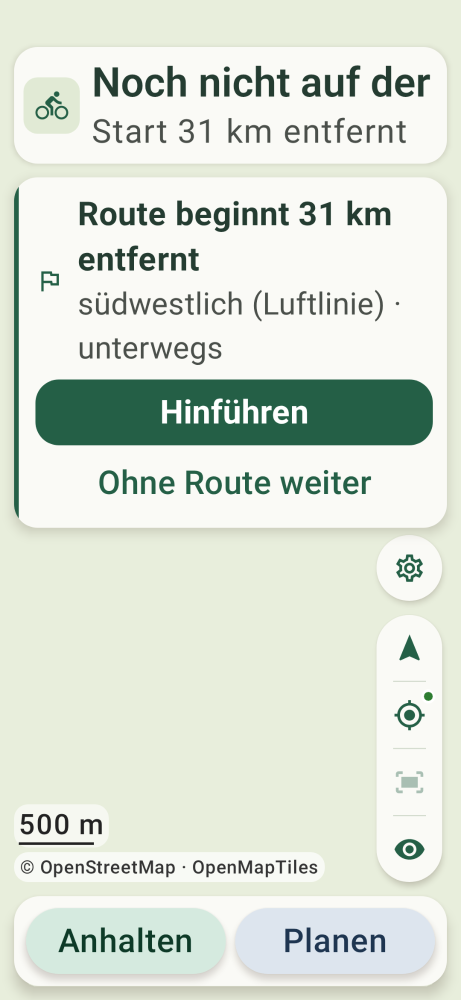 Noch nicht auf der
Start 31 km entfernt
Route beginnt 31 km
entfernt
südwestlich (Luftlinie) ·
unterwegs
Hinführen
Ohne Route weiter
500 m
© OpenStreetMap · OpenMapTiles
Anhalten
Planen